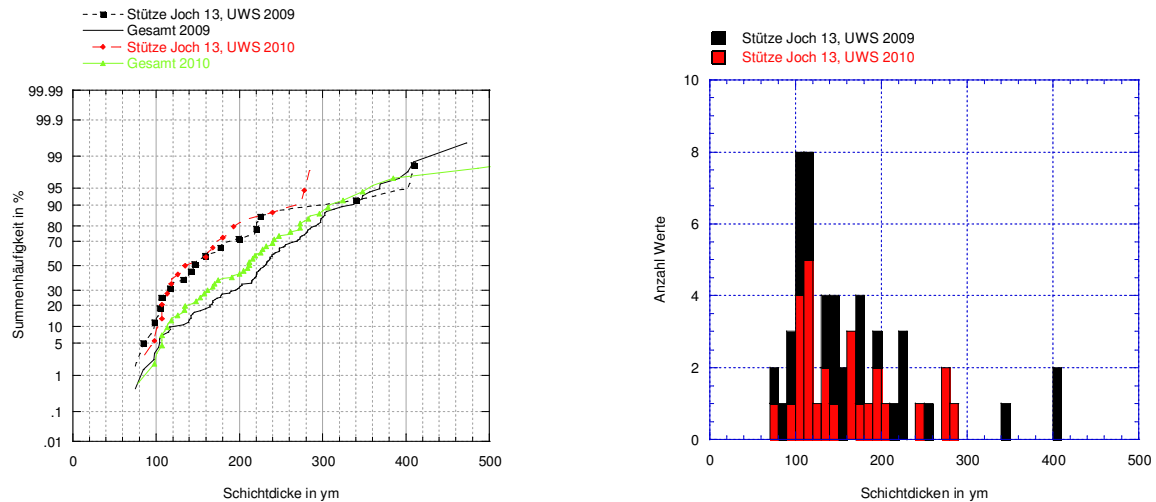 Stütze Joch 13, UWS 2009
Gesamt 2009
Stütze Joch 13, UWS 2010
Gesamt 2010
99.99
99.9
99
95
90
80
70
50
30
20
10
5
1
.1
.01
0 100 200 300 400 500
Summenhäufigkeit in %
Schichtdicke in ym
Stütze Joch 13, UWS 2009
Stütze Joch 13, UWS 2010
10
8
6
4
2
0
0 100 200 300 400 500
Anzahl Werte
Schichtdicken in ym